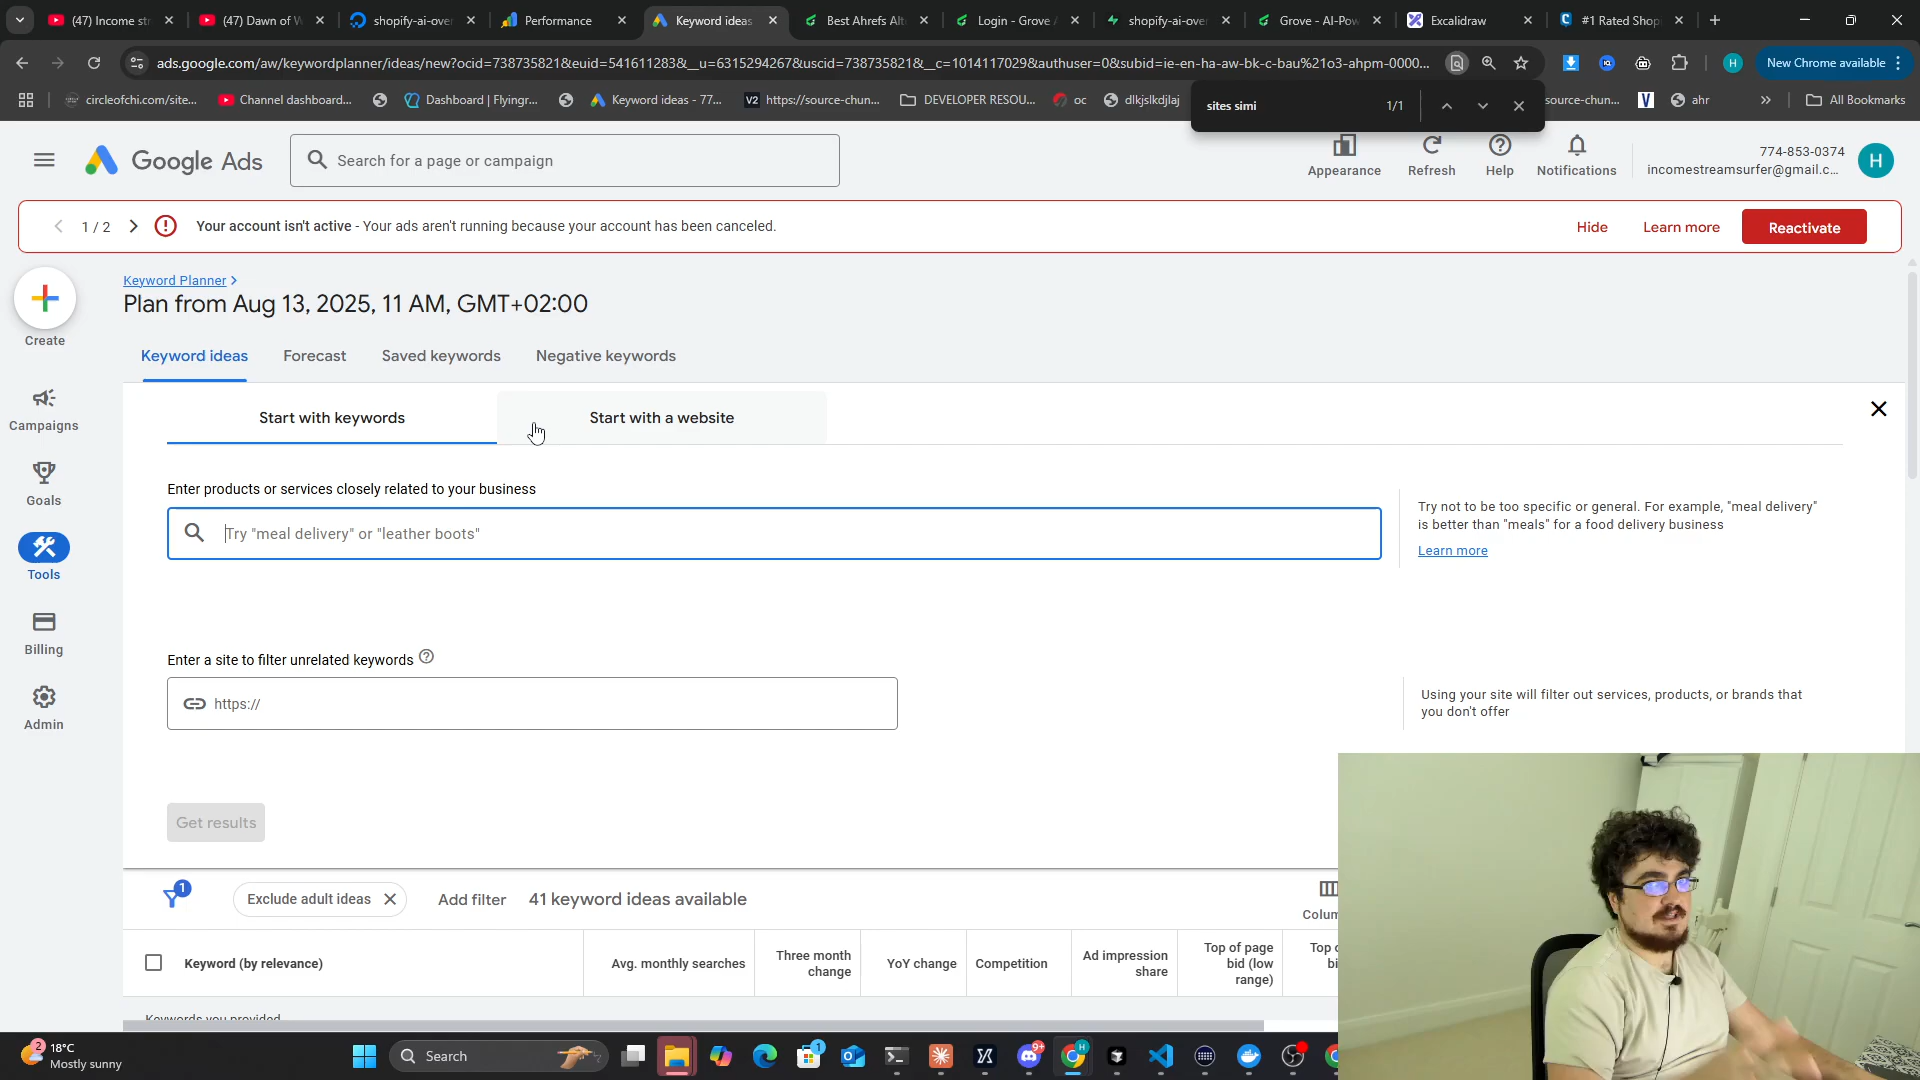 (47) Income str
(47) Dawn of W
shopify-ai-over
Performance
Keyword ideas
Best Ahrefs Alt
Login - Grove A
shopify-ai-over
Grove - AI-Pow
Excalidraw
#1 Rated Shop
ads.google.com/aw/keywordplanner/ideas/new?ocid=738735821&euid=541611283&__u=6315294267&uscid=738735821&__c=1014117029&authuser=0&subid=ie-en-ha-aw-bk-c-bau%21o3-ahpm-0000...
New Chrome available
circleofchi.com/site...
Channel dashboard...
Dashboard | Flyingr...
Keyword ideas - 77...
V2 https://source-chun...
DEVELOPER RESOU...
oc
dlkjslkdjlaj
source-chun...
ahr
All Bookmarks
sites simi
1/1
Google Ads
Search for a page or campaign
Appearance
Refresh
Help
Notifications
774-853-0374
incomestreamsurfer@gmail.c...
H
1 / 2
Your account isn't active - Your ads aren't running because your account has been canceled.
Hide
Learn more
Reactivate
Create
Campaigns
Goals
Tools
Billing
Admin
Keyword Planner
Plan from Aug 13, 2025, 11 AM, GMT+02:00
Keyword ideas
Forecast
Saved keywords
Negative keywords
Start with keywords
Start with a website
Enter products or services closely related to your business
Try "meal delivery" or "leather boots"
Try not to be too specific or general. For example, "meal delivery"
is better than "meals" for a food delivery business
Learn more
Enter a site to filter unrelated keywords
https://
Using your site will filter out services, products, or brands that
you don't offer
Get results
1
Exclude adult ideas
Add filter
41 keyword ideas available
Colum
Keyword (by relevance)
Avg. monthly searches
Three month
change
YoY change
Competition
Ad impression
share
Top of page
bid (low
range)
Top o
bi
Keywords you provided
2
18°C
Mostly sunny
Search
1
9+